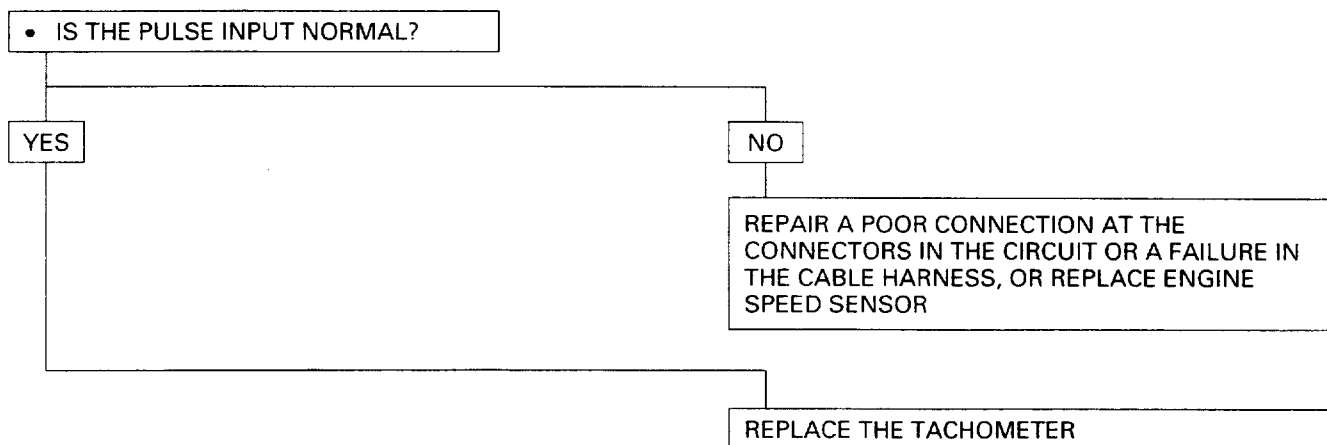 • IS THE PULSE INPUT NORMAL?
YES
NO
REPAIR A POOR CONNECTION AT THE
CONNECTORS IN THE CIRCUIT OR A FAILURE IN
THE CABLE HARNESS, OR REPLACE ENGINE
SPEED SENSOR
REPLACE THE TACHOMETER